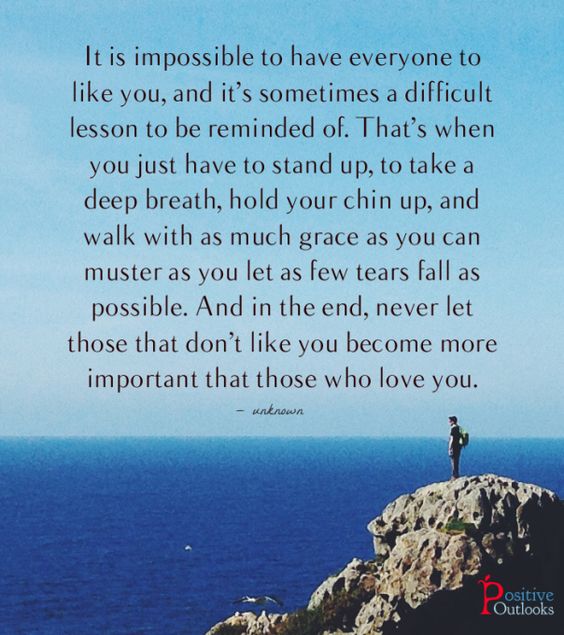 It is impossible to have everyone to
like you, and it’s sometimes a difficult
lesson to be reminded of. That’s when
you just have to stand up, to take a
deep breath, hold your chin up, and
walk with as much grace as you can
muster as you let as few tears fall as
possible. And in the end, never let
those that don’t like you become more
important that those who love you.
– unknown
Positive
Outlooks